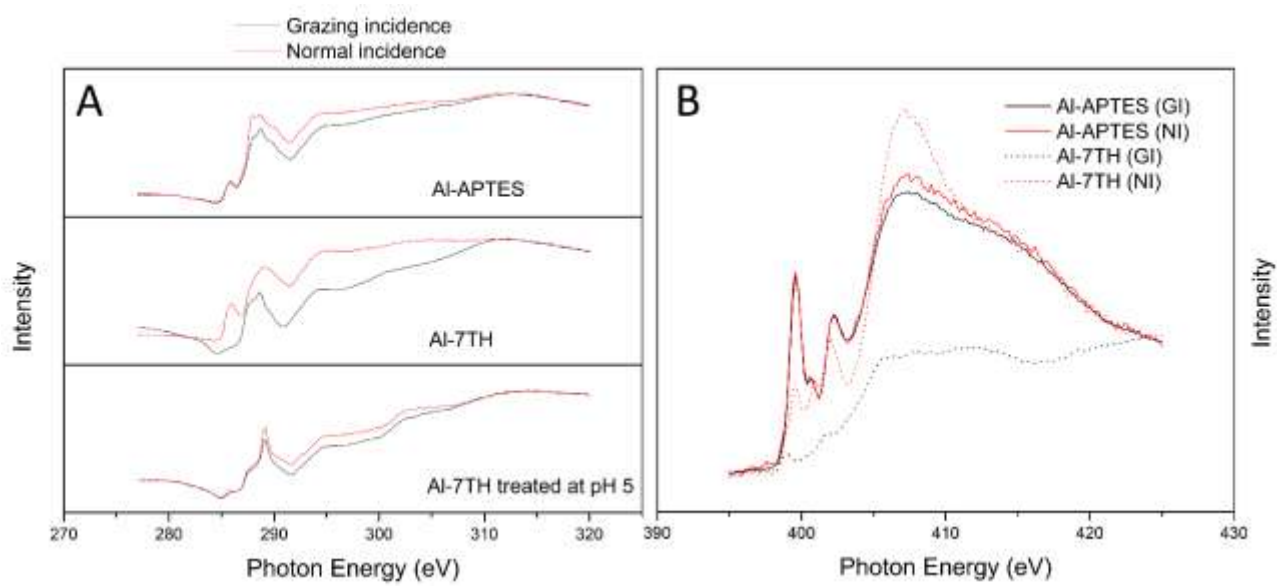 Grazing incidence
Normal incidence
A
Al-APTES
Al-7TH
Al-7TH treated at pH 5
Intensity
270
280
290
300
310
320
Photon Energy (eV)
B
Al-APTES (GI)
Al-APTES (NI)
Al-7TH (GI)
Al-7TH (NI)
390
400
410
420
430
Photon Energy (eV)
Intensity